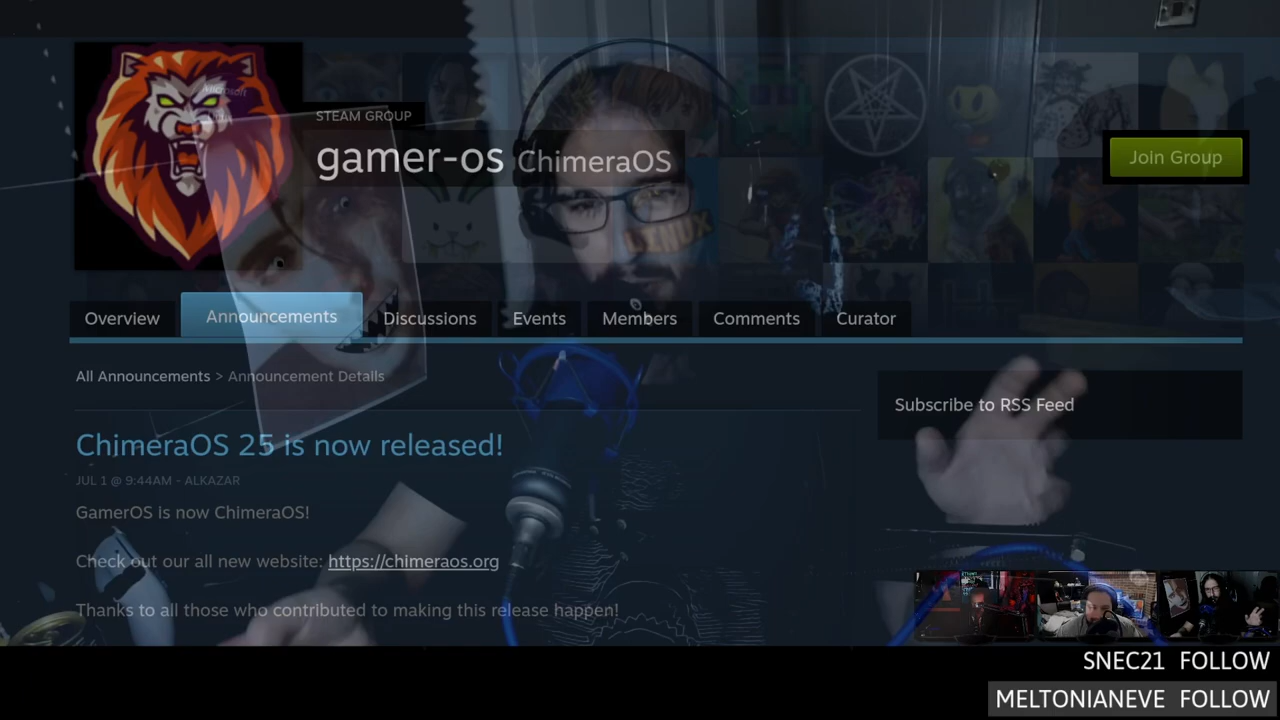 Microsoft
STEAM GROUP
gamer-os ChimeraOS
Join Group
LINUX
Overview
Announcements
Discussions
Events
Members
Comments
Curator
All Announcements > Announcement Details
Subscribe to RSS Feed
ChimeraOS 25 is now released!
JUL 1 @ 9:44AM - ALKAZAR
GamerOS is now ChimeraOS!
Check out our all new website: https://chimeraos.org
Thanks to all those who contributed to making this release happen!
SNEC21 FOLLOW
MELTONIANEVE FOLLOW